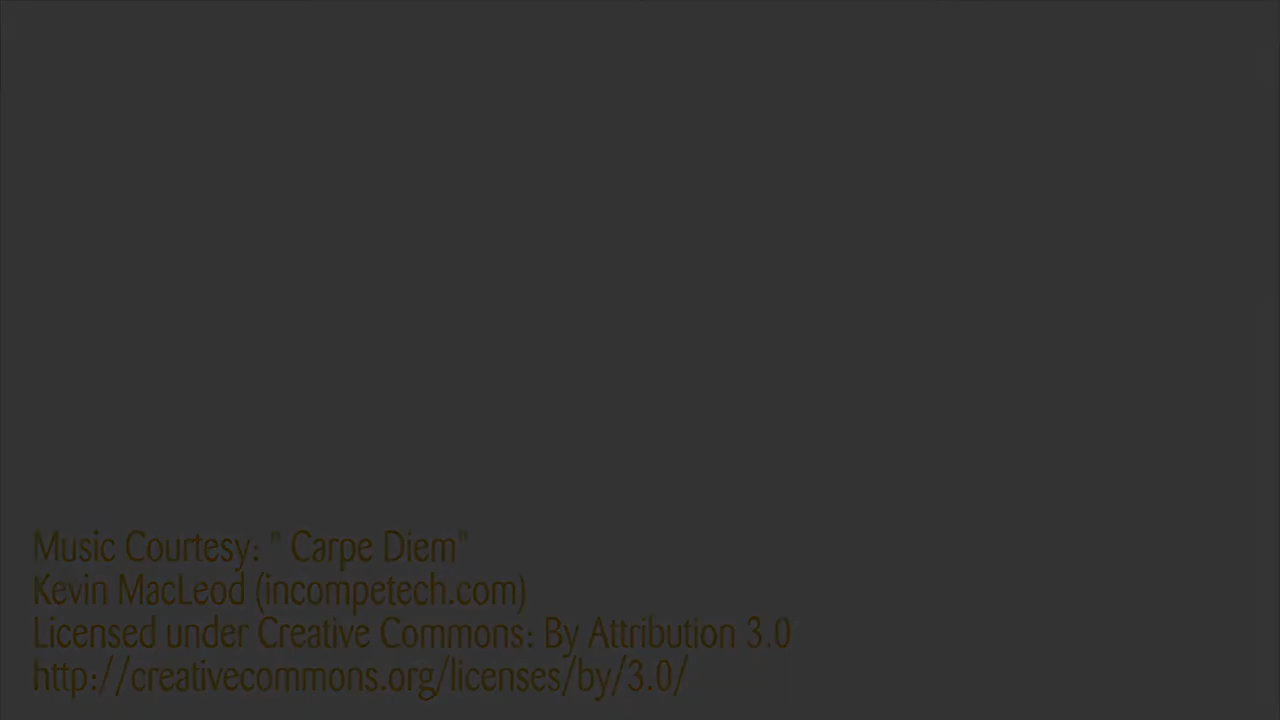 Music Courtesy: " Carpe Diem"
Kevin MacLeod (incompetech.com)
Licensed under Creative Commons: By Attribution 3.0
http://creativecommons.org/licenses/by/3.0/